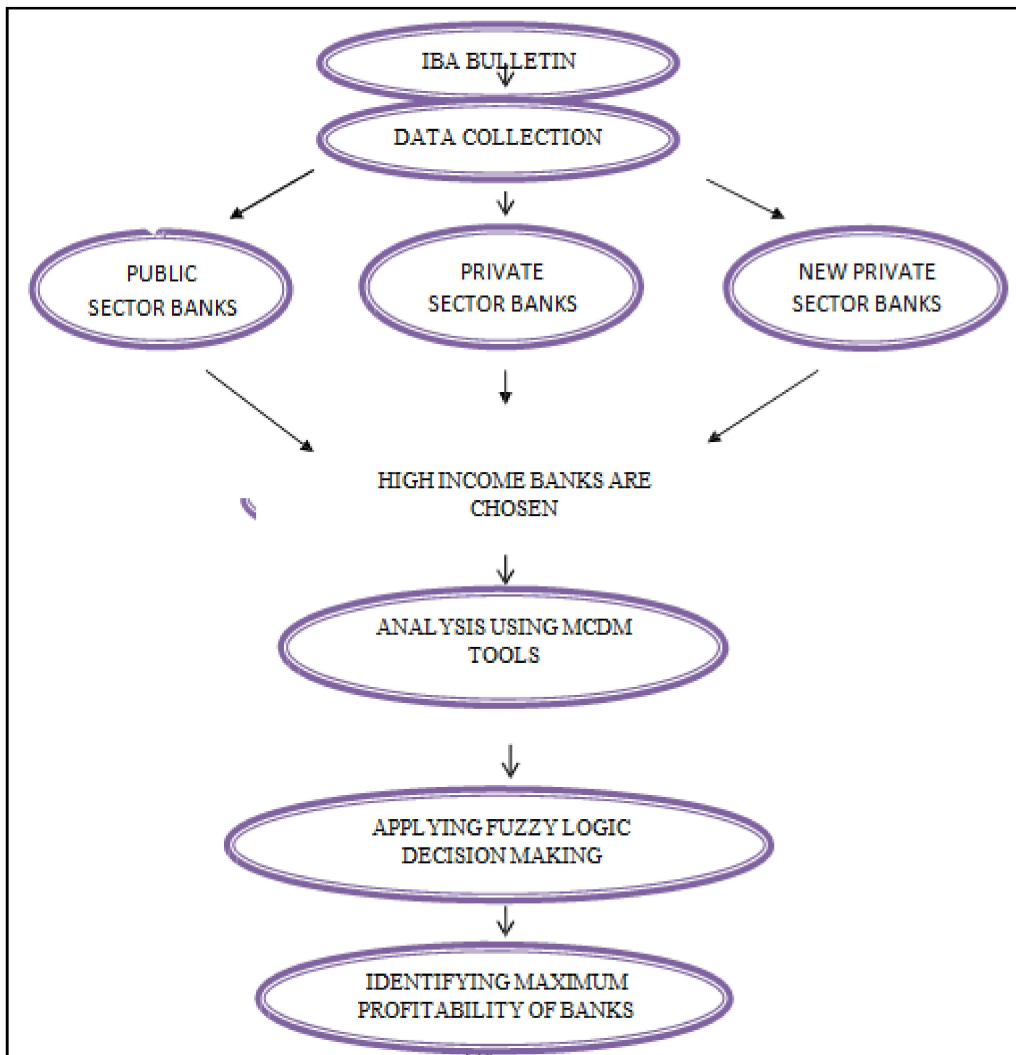 IBA BULLETIN
DATA COLLECTION
PUBLIC
SECTOR BANKS
PRIVATE
SECTOR BANKS
NEW PRIVATE
SECTOR BANKS
HIGH INCOME BANKS ARE
CHOSEN
ANALYSIS USING MCDM
TOOLS
APPLYING FUZZY LOGIC
DECISION MAKING
IDENTIFYING MAXIMUM
PROFITABILITY OF BANKS